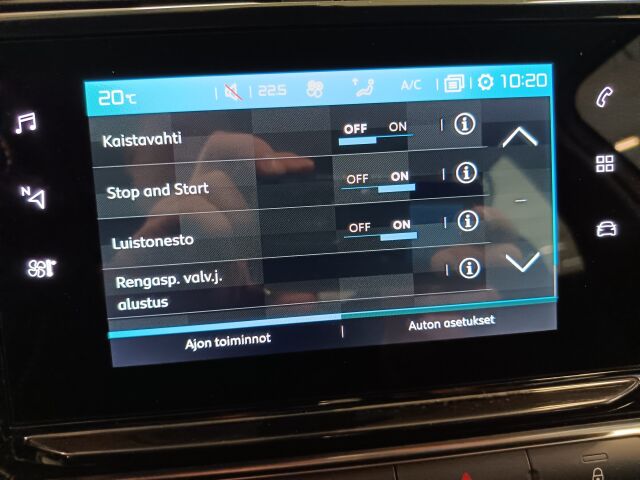 20°C 22.5 A/C 10:20
Kaistavahti OFF ON
Stop and Start OFF ON
Luistonesto OFF ON
Rengasp. valv.j.
alustus
Ajon toiminnot Auton asetukset
N